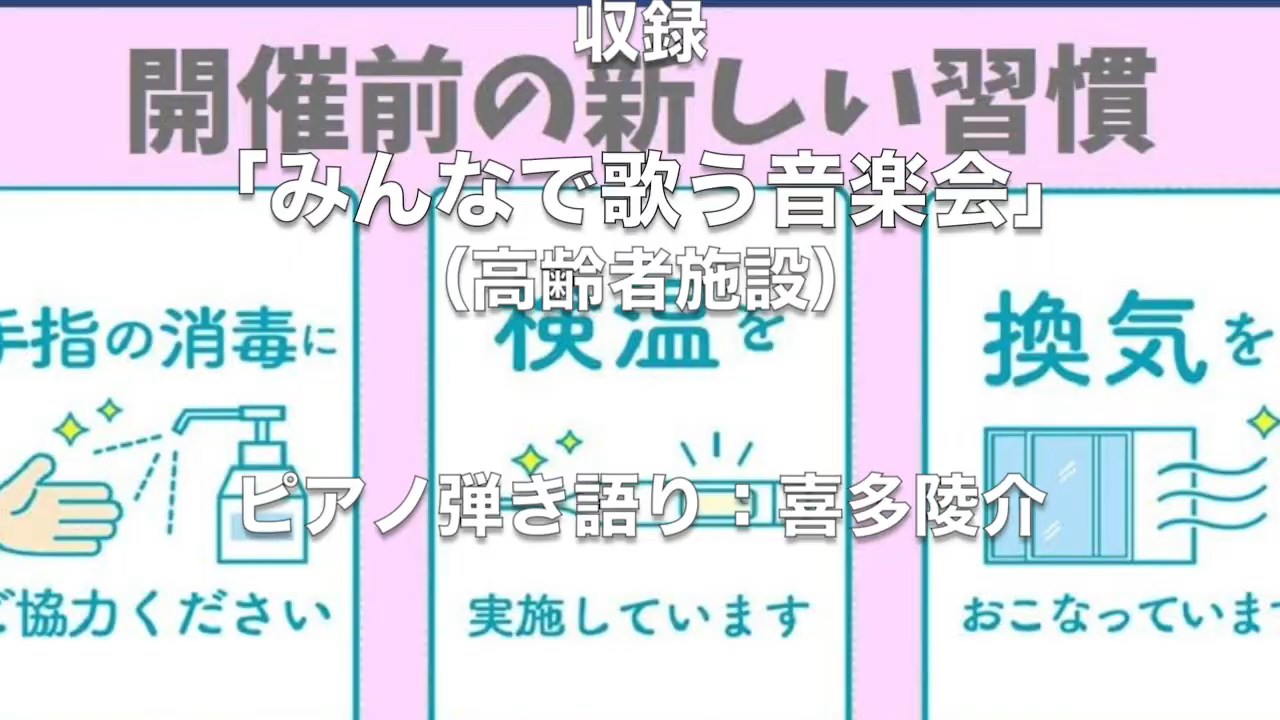 収録
開催前の新しい習慣
「みんなで歌う音楽会」
（高齢者施設）
手指の消毒に
検温を
換気を
ピアノ弾き語り：喜多陵介
ご協力ください
実施しています
おこなっています